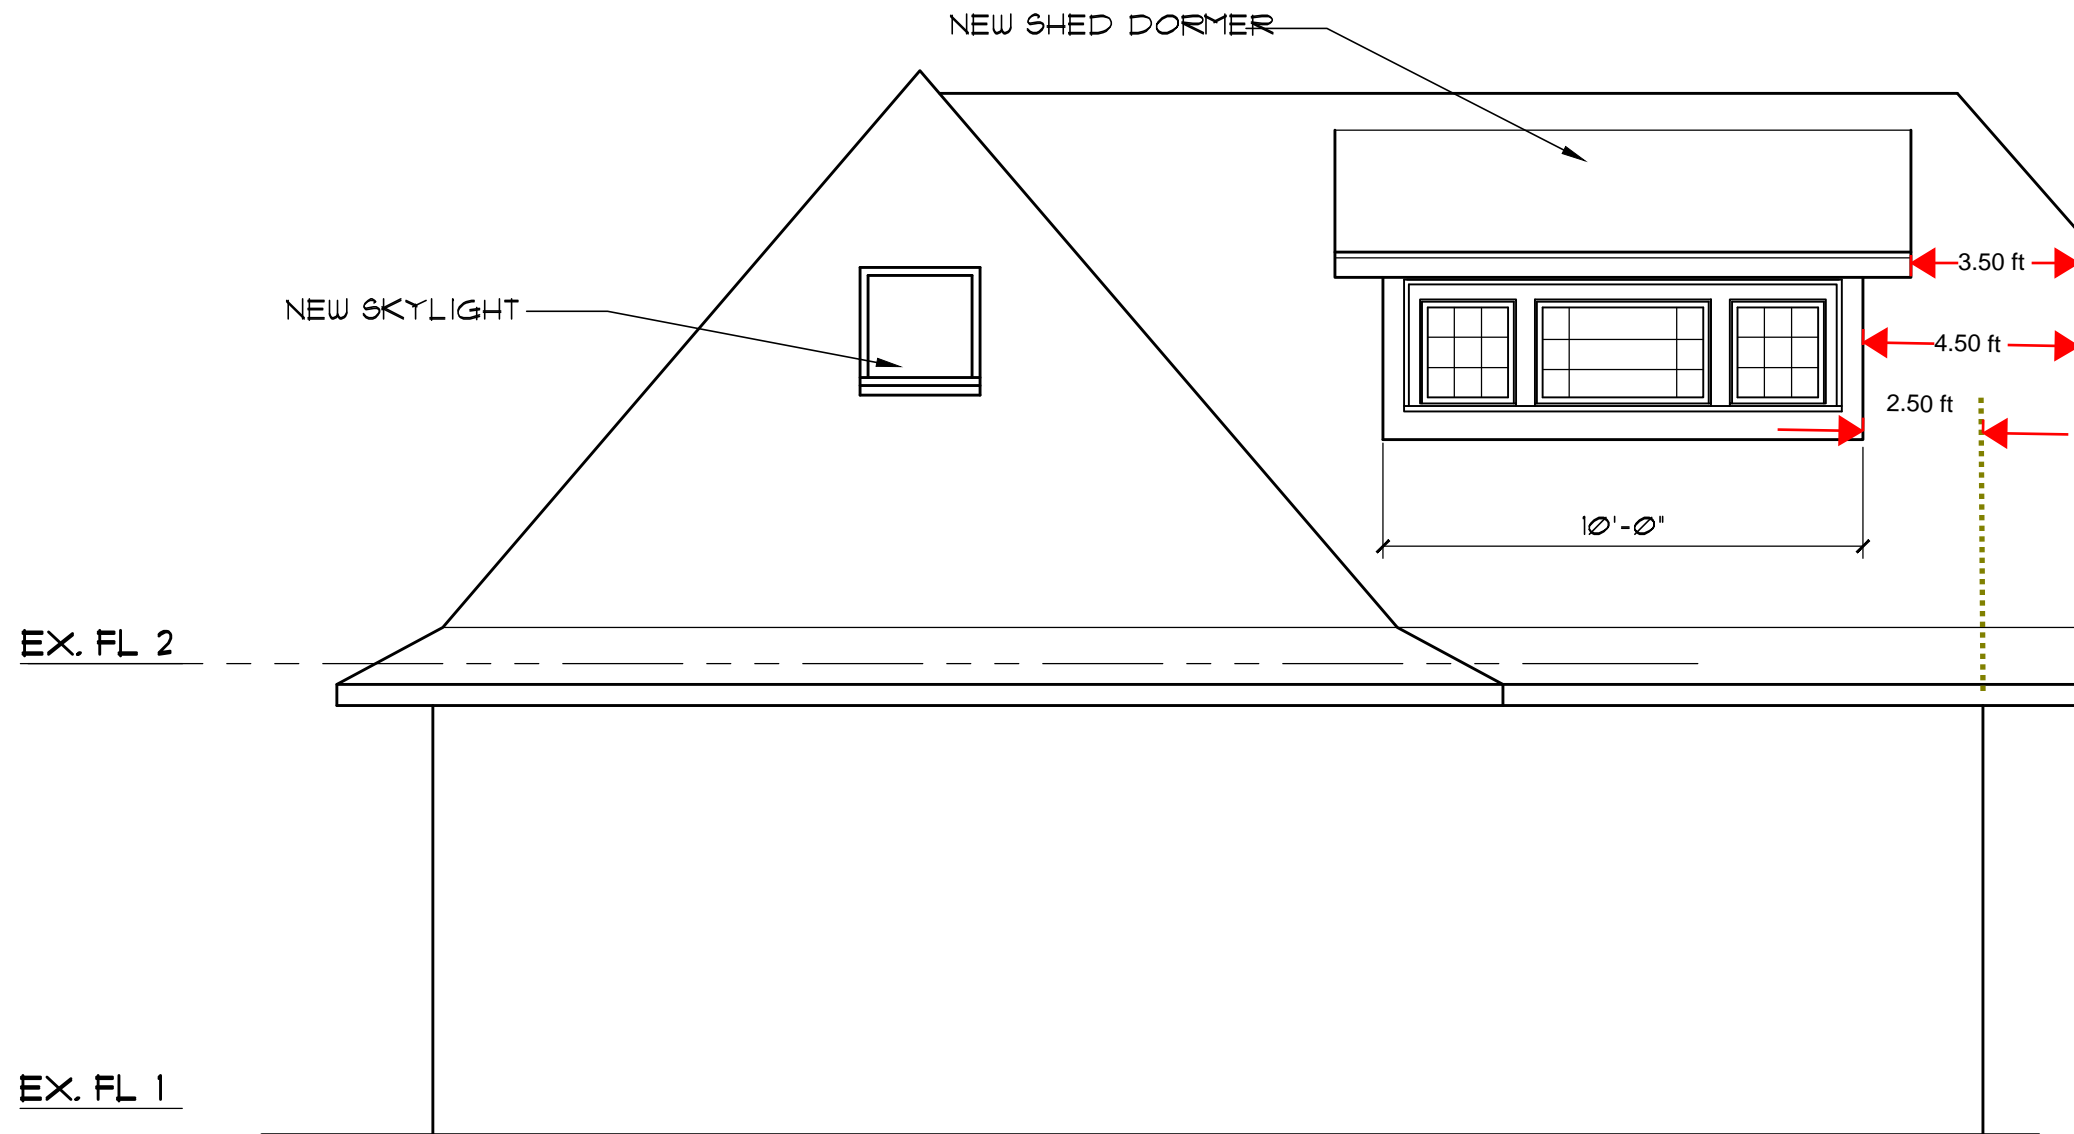 NEW SHED DORMER
3.50 ft
NEW SKYLIGHT
4.50 ft
2.50 ft
10'-0"
EX. FL 2
EX. FL 1